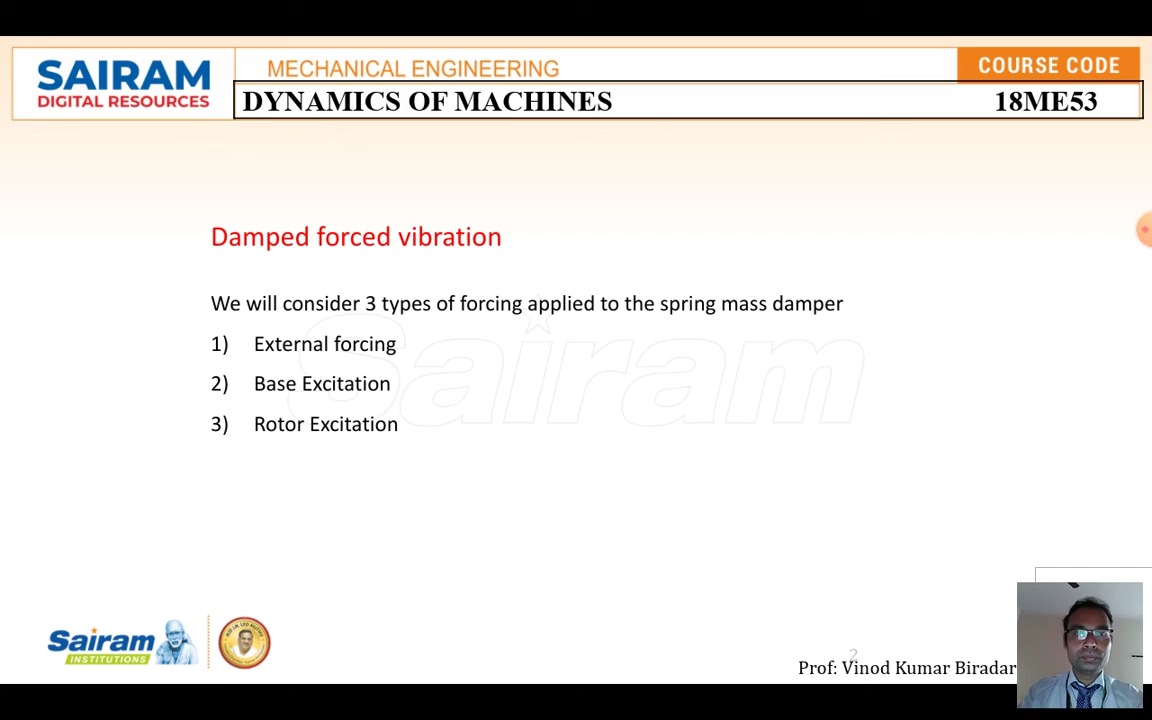 SAIRAM
DIGITAL RESOURCES
MECHANICAL ENGINEERING
COURSE CODE
DYNAMICS OF MACHINES
18ME53
Damped forced vibration
We will consider 3 types of forcing applied to the spring mass damper
1) External forcing
2) Base Excitation
3) Rotor Excitation
Sairam
Sairam
INSTITUTIONS
2
Prof: Vinod Kumar Biradar